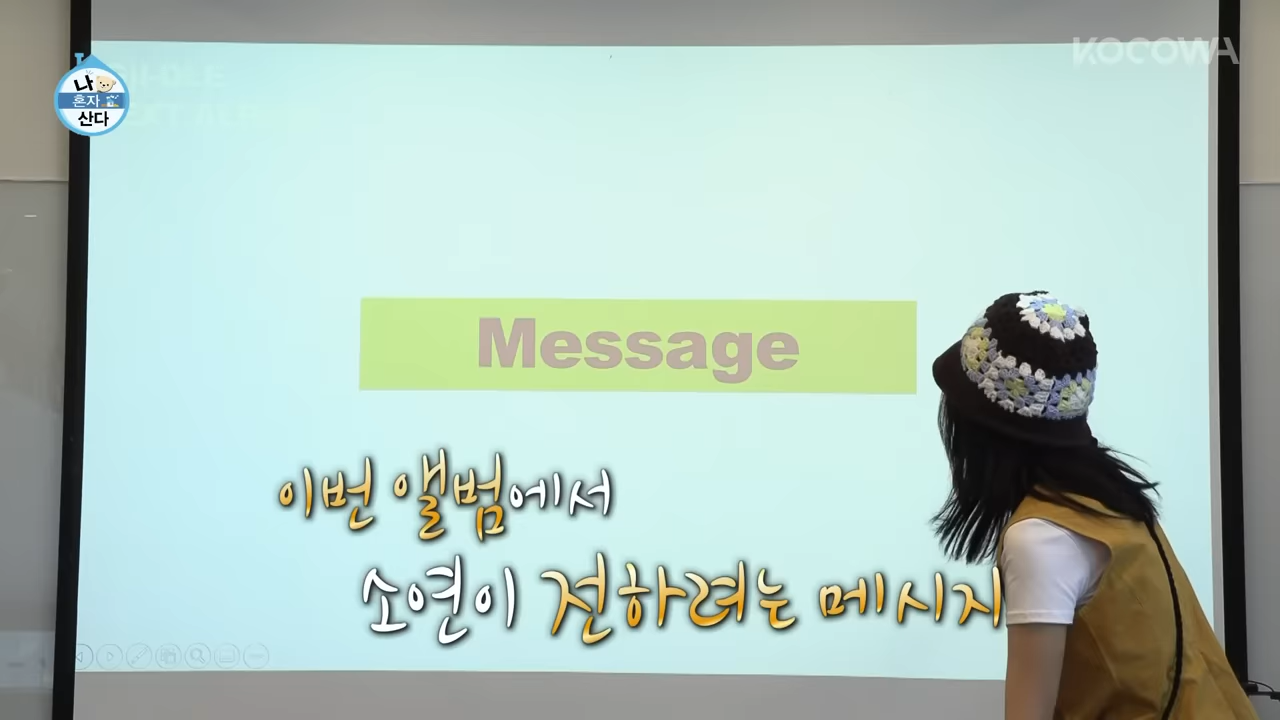 나
혼자
산다
KOCOWA
Message
이번 앨범에서
소연이 전하려는 메시지